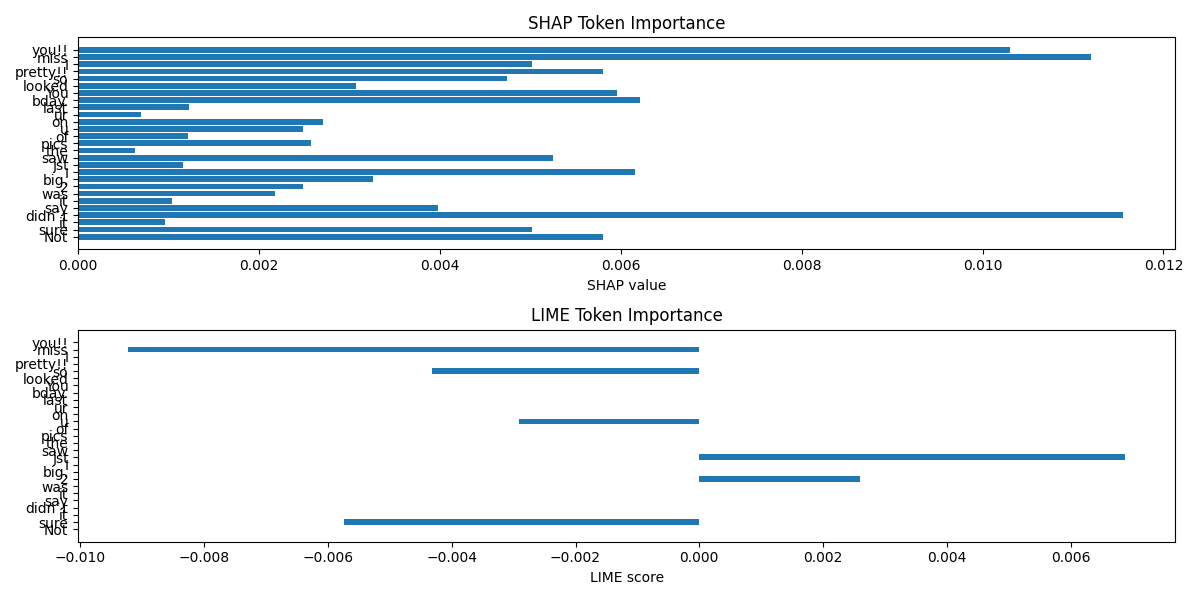 SHAP Token Importance
you!!
miss
I
pretty!!
so
looked
You
bday.
last
ur
on
u
of
pics
the
saw
Jst
I
big.
2
was
it
say
didn't
it
sure
Not
0.000 0.002 0.004 0.006 0.008 0.010 0.012
SHAP value
LIME Token Importance
you!!
miss
I
pretty!!
so
looked
You
bday.
last
ur
on
u
of
pics
the
saw
Jst
I
big.
2
was
it
say
didn't
it
sure
Not
−0.010 −0.008 −0.006 −0.004 −0.002 0.000 0.002 0.004 0.006
LIME score